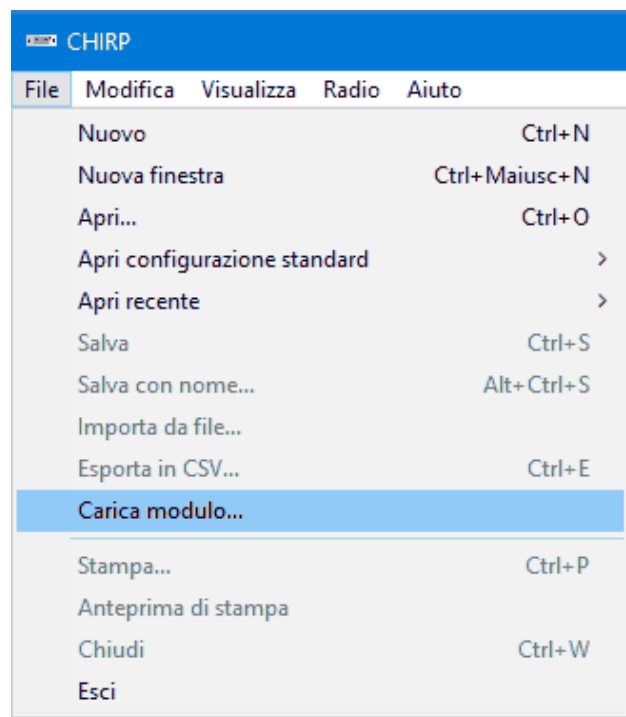 CHIRP
File Modifica Visualizza Radio Aiuto
Nuovo Ctrl+N
Nuova finestra Ctrl+Maiusc+N
Apri... Ctrl+O
Apri configurazione standard >
Apri recente >
Salva Ctrl+S
Salva con nome... Alt+Ctrl+S
Importa da file...
Esporta in CSV... Ctrl+E
Carica modulo...
Stampa... Ctrl+P
Anteprima di stampa
Chiudi Ctrl+W
Esci